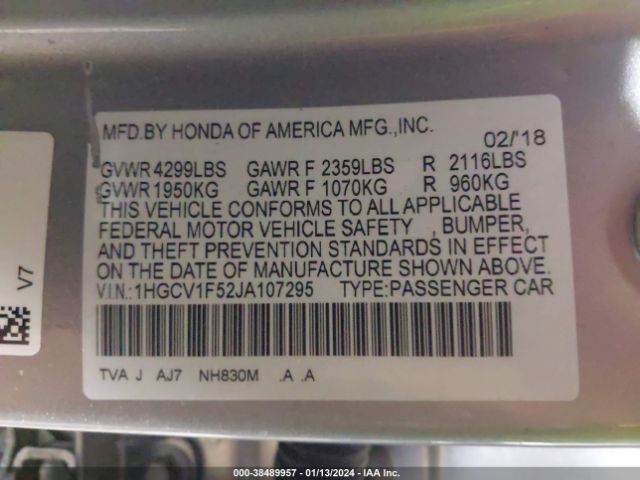 MFD.BY HONDA OF AMERICA MFG.,INC.
02/'18
GVWR 4299LBS GAWR F 2359LBS R 2116LBS
GVWR 1950KG GAWR F 1070KG R 960KG
THIS VEHICLE CONFORMS TO ALL APPLICABLE
FEDERAL MOTOR VEHICLE SAFETY , BUMPER,
AND THEFT PREVENTION STANDARDS IN EFFECT
ON THE DATE OF MANUFACTURE SHOWN ABOVE.
V.I.N.:1HGCV1F52JA107295 TYPE:PASSENGER CAR
TVA J AJ7 NH830M .A .A
V7
000-38489957 - 01/13/2024 - IAA Inc.